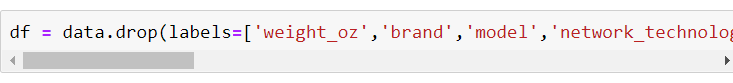 df = data.drop(labels=['weight_oz','brand','model','network_technolog